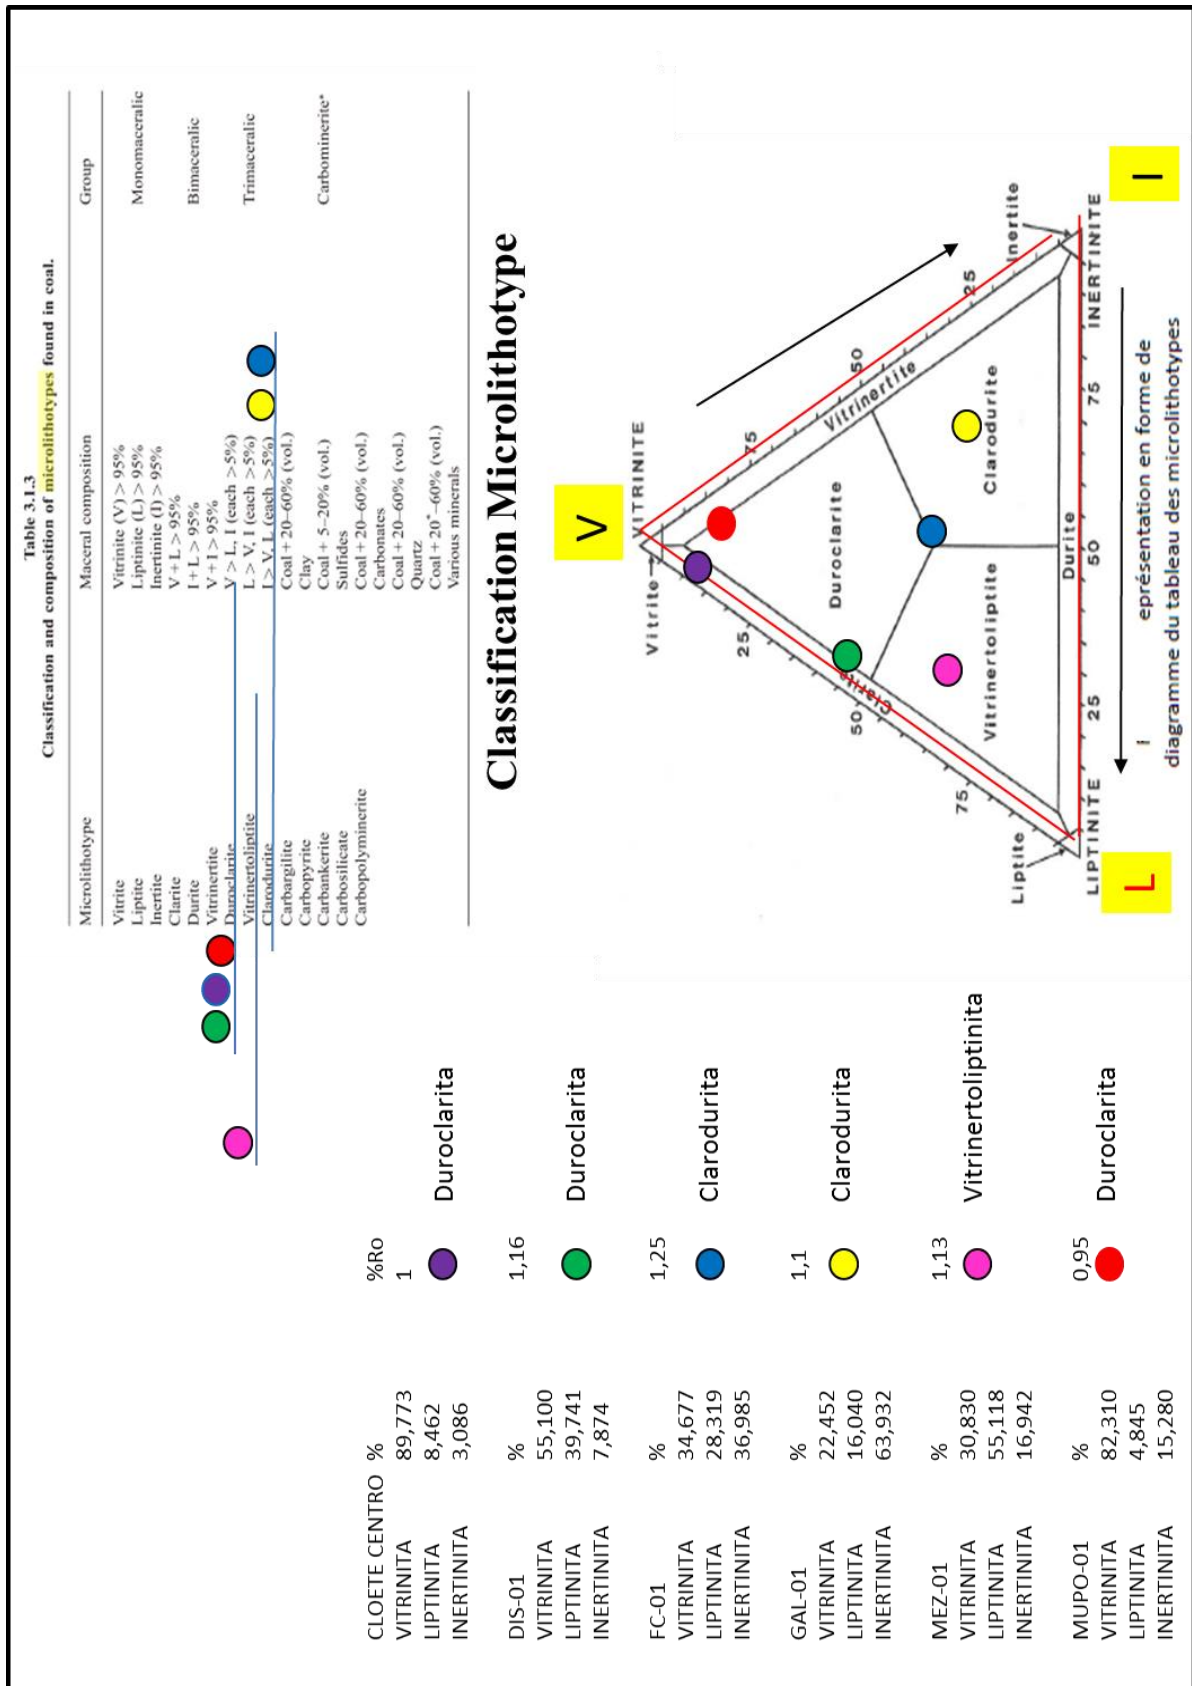 Table 3.1.3
Classification and composition of microlithotypes found in coal.
Microlithotype Maceral composition Group
Vitrite Vitrinite (V) > 95%
Liptite Liptinite (L) > 95% Monomaceralic
Inertite Inertinite (I) > 95%
Clarite V + L > 95%
Durite I + L > 95% Bimaceralic
Vitrinertite V + I > 95%
Duroclarite V > L, I (each > 5%)
Vitrinertoliptite L > V, I (each > 5%) Trimaceralic
Clarodurite I > V, L (each > 5%)
Carbargilite Coal + 20–60% (vol.)
Clay
Carbopyrite Coal + 5–20% (vol.)
Sulfides
Carbankerite Coal + 20–60% (vol.) Carbominerite*
Carbonates
Carbosilicate Coal + 20–60% (vol.)
Quartz
Carbopolyminerite Coal + 20*–60% (vol.)
Various minerals
Classification Microlithotype
V
VITRINITE
Vitrite
25
75
50
50
Vitrinertite
Duroclarite
75
25
Vitrinertoliptite
Clarodurite
Durite
Liptite
Inertite
LIPTINITE 25 50 75 INERTINITE
L
I
eprésentation en forme de
diagramme du tableau des microlithotypes
CLOETE CENTRO % %Ro
VITRINITA 89,773 1
LIPTINITA 8,462 Duroclarita
INERTINITA 3,086
DIS-01 % 1,16
VITRINITA 55,100
LIPTINITA 39,741 Duroclarita
INERTINITA 7,874
FC-01 % 1,25
VITRINITA 34,677
LIPTINITA 28,319 Clarodurita
INERTINITA 36,985
GAL-01 % 1,1
VITRINITA 22,452
LIPTINITA 16,040 Clarodurita
INERTINITA 63,932
MEZ-01 % 1,13
VITRINITA 30,830
LIPTINITA 55,118 Vitrinertoliptinita
INERTINITA 16,942
MUPO-01 % 0,95
VITRINITA 82,310
LIPTINITA 4,845 Duroclarita
INERTINITA 15,280